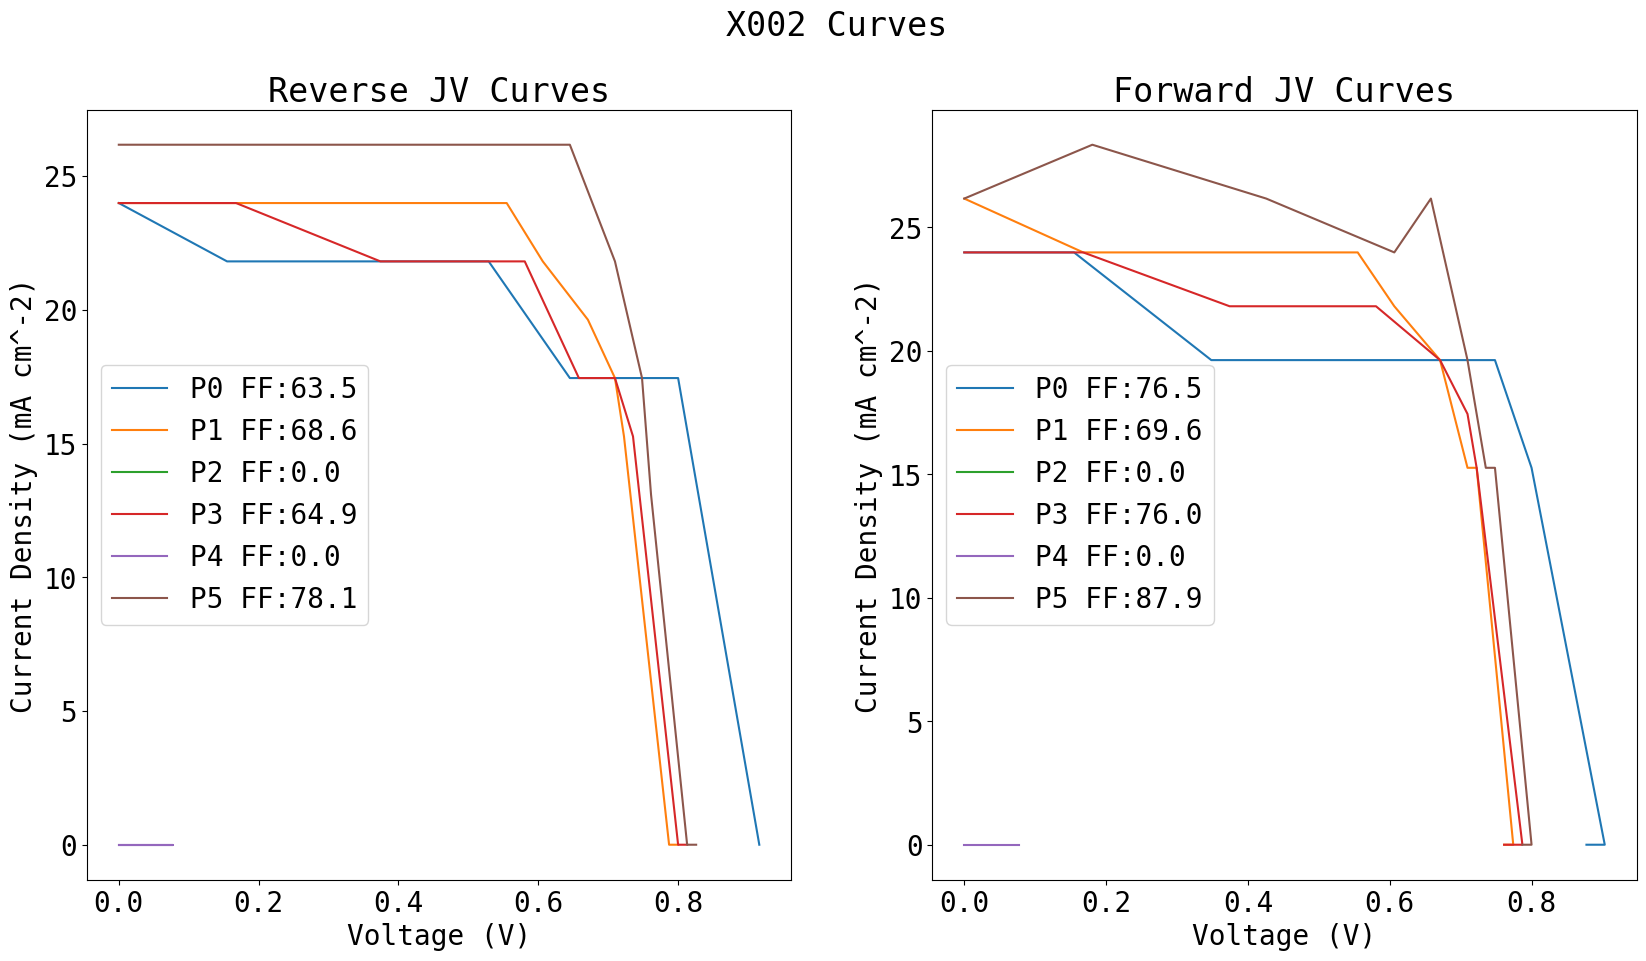 X002 Curves
Reverse JV Curves
Current Density (mA cm^-2)
25
20
15
10
5
0
P0 FF:63.5
P1 FF:68.6
P2 FF:0.0
P3 FF:64.9
P4 FF:0.0
P5 FF:78.1
0.0 0.2 0.4 0.6 0.8
Voltage (V)
Forward JV Curves
Current Density (mA cm^-2)
25
20
15
10
5
0
P0 FF:76.5
P1 FF:69.6
P2 FF:0.0
P3 FF:76.0
P4 FF:0.0
P5 FF:87.9
0.0 0.2 0.4 0.6 0.8
Voltage (V)